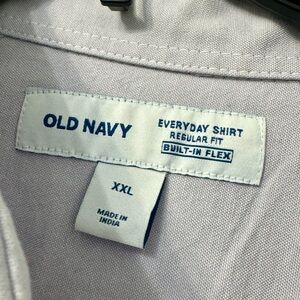 OLD NAVY
EVERYDAY SHIRT
REGULAR FIT
BUILT-IN FLEX
XXL
MADE IN
INDIA